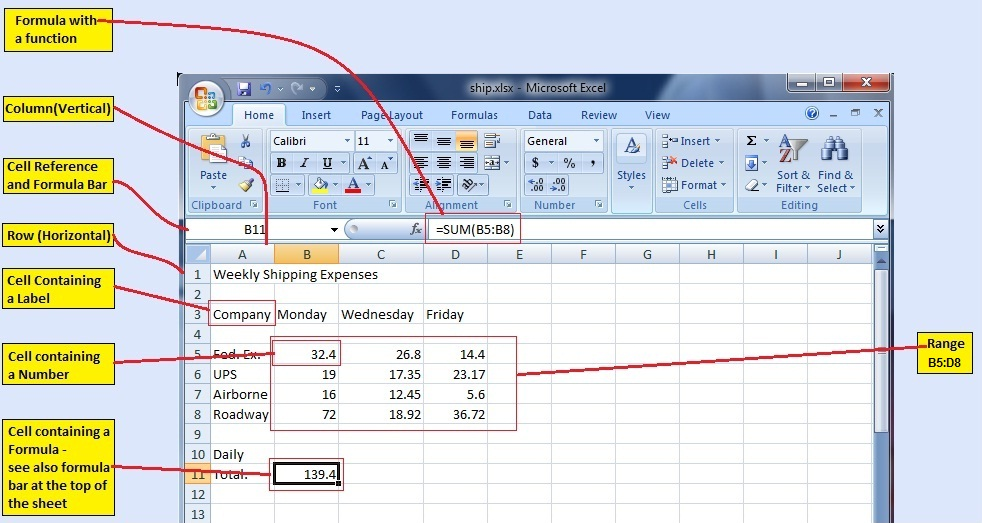 Formula with
a function
Column(Vertical)
Cell Reference
and Formula Bar
Row (Horizontal)
Cell Containing
a Label
Cell containing
a Number
Cell containing a
Formula -
see also formula
bar at the top of
the sheet
Range
B5:D8
ship.xlsx - Microsoft Excel
Home Insert Page Layout Formulas Data Review View
Paste
Clipboard
Calibri 11
B I U A A
A
Font
Alignment
General
$ % ,
.00 .0
Number
A
Styles
Insert
Delete
Format
Cells
Σ
A
Z
Sort & Filter
Find & Select
Editing
B11 fx =SUM(B5:B8)
A B C D E F G H I J
1 Weekly Shipping Expenses
2
3 Company Monday Wednesday Friday
4
5 Fed. Ex. 32.4 26.8 14.4
6 UPS 19 17.35 23.17
7 Airborne 16 12.45 5.6
8 Roadway 72 18.92 36.72
9
10 Daily
11 Total: 139.4
12
13